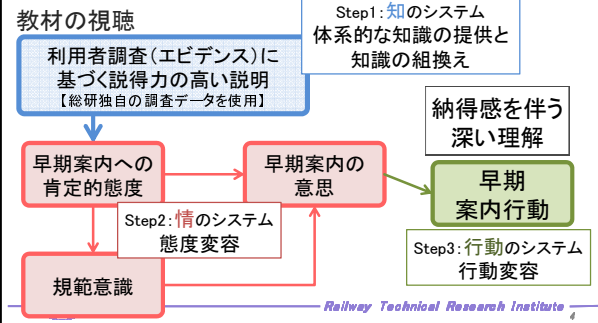 教材の視聴
Step1:知のシステム
体系的な知識の提供と
知識の組換え
利用者調査(エビデンス)に
基づく説得力の高い説明
【総研独自の調査データを使用】
納得感を伴う
深い理解
早期案内への
肯定的態度
早期案内の
意思
早期
案内行動
Step2:情のシステム
態度変容
Step3:行動のシステム
行動変容
規範意識
Railway Technical Research Institute
4